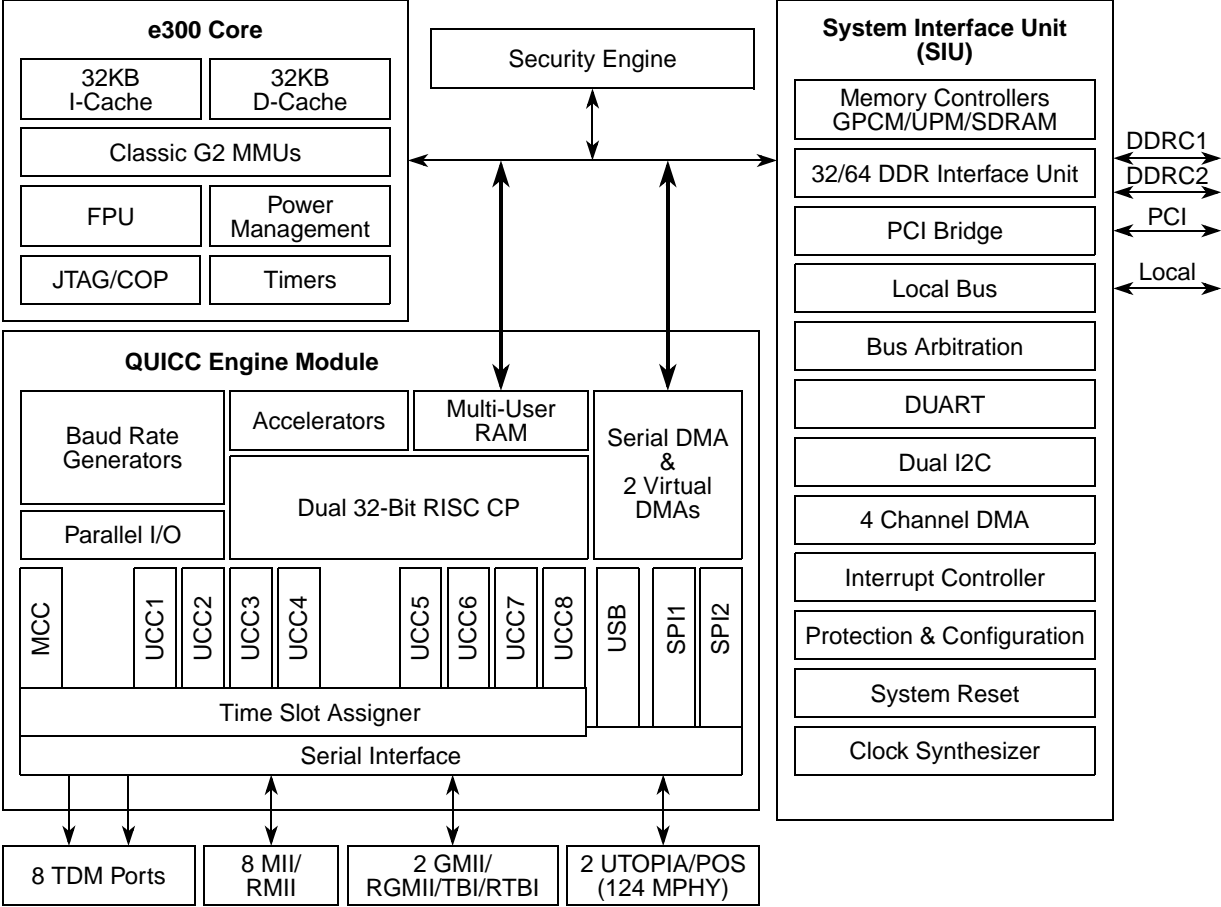 e300 Core
32KB
I-Cache
32KB
D-Cache
Classic G2 MMUs
FPU
Power
Management
JTAG/COP
Timers
Security Engine
System Interface Unit
(SIU)
Memory Controllers
GPCM/UPM/SDRAM
32/64 DDR Interface Unit
PCI Bridge
Local Bus
Bus Arbitration
DUART
Dual I2C
4 Channel DMA
Interrupt Controller
Protection & Configuration
System Reset
Clock Synthesizer
DDRC1
DDRC2
PCI
Local
QUICC Engine Module
Baud Rate
Generators
Accelerators
Multi-User
RAM
Serial DMA
&
2 Virtual
DMAs
Parallel I/O
Dual 32-Bit RISC CP
MCC
UCC1
UCC2
UCC3
UCC4
UCC5
UCC6
UCC7
UCC8
USB
SPI1
SPI2
Time Slot Assigner
Serial Interface
8 TDM Ports
8 MII/
RMII
2 GMII/
RGMII/TBI/RTBI
2 UTOPIA/POS
(124 MPHY)